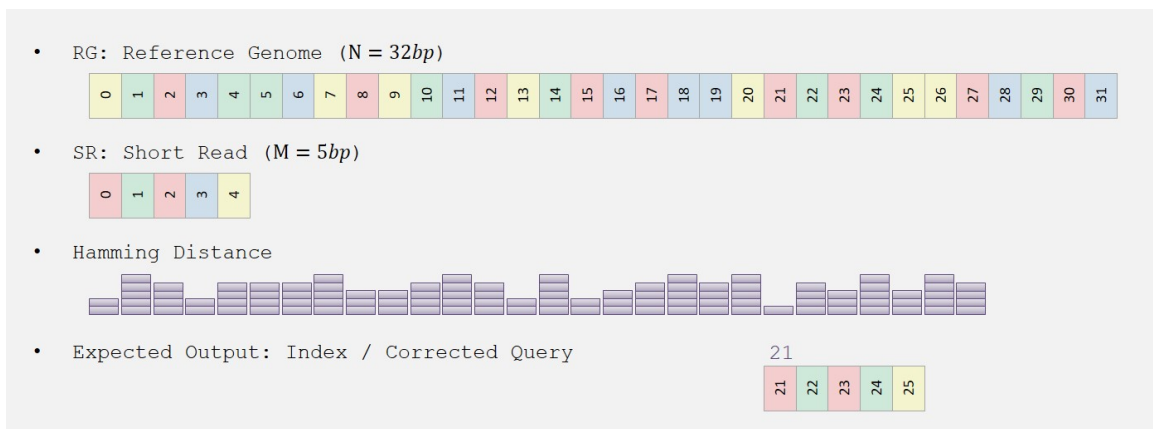 • RG: Reference Genome (N = 32bp)
0 1 2 3 4 5 6 7 8 9 10 11 12 13 14 15 16 17 18 19 20 21 22 23 24 25 26 27 28 29 30 31
• SR: Short Read (M = 5bp)
0 1 2 3 4
• Hamming Distance
• Expected Output: Index / Corrected Query 21
21 22 23 24 25